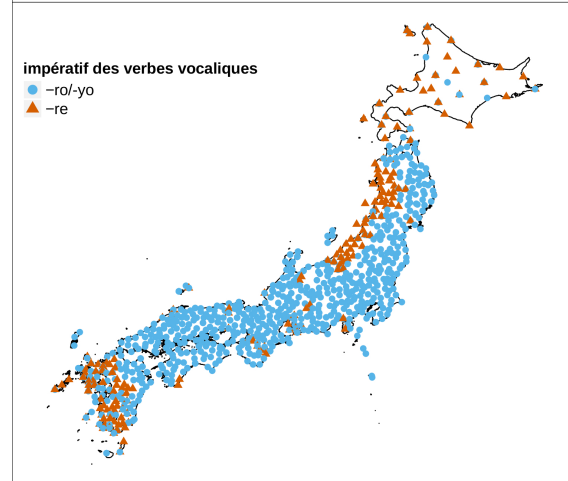 impératif des verbes vocaliques
−ro/-yo
−re